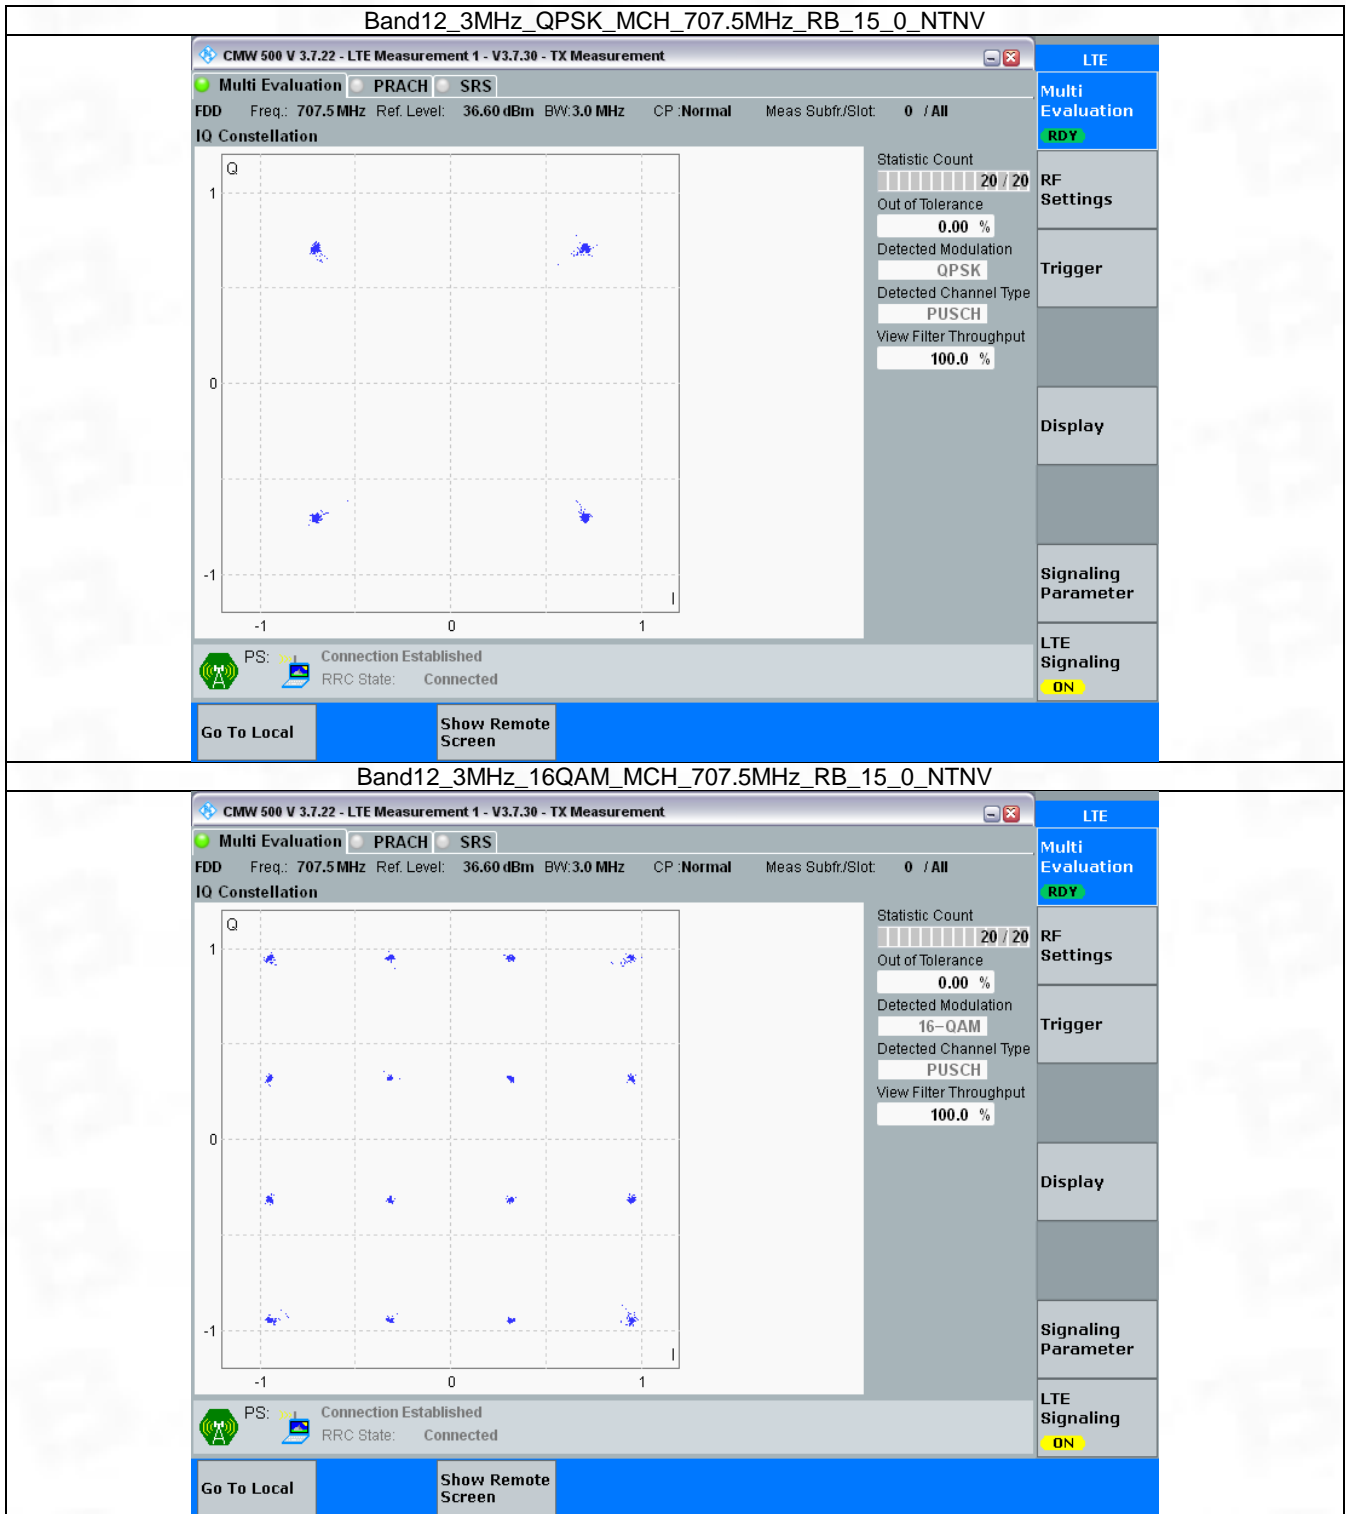 Band12_3MHz_QPSK_MCH_707.5MHz_RB_15_0_NTNV
CMW 500 V 3.7.22 - LTE Measurement 1 - V3.7.30 - TX Measurement
LTE
Multi Evaluation PRACH SRS
Multi
Evaluation
RDY
FDD Freq.: 707.5 MHz Ref. Level: 36.60 dBm BW: 3.0 MHz CP : Normal Meas Subfr./Slot: 0 / All
IQ Constellation
Q
1
0
-1
I
-1 0 1
Statistic Count
20 / 20
Out of Tolerance
0.00 %
Detected Modulation
QPSK
Detected Channel Type
PUSCH
View Filter Throughput
100.0 %
RF
Settings
Trigger
Display
Signaling
Parameter
LTE
Signaling
ON
PS: Connection Established
RRC State: Connected
Go To Local
Show Remote
Screen
Band12_3MHz_16QAM_MCH_707.5MHz_RB_15_0_NTNV
CMW 500 V 3.7.22 - LTE Measurement 1 - V3.7.30 - TX Measurement
LTE
Multi Evaluation PRACH SRS
Multi
Evaluation
RDY
FDD Freq.: 707.5 MHz Ref. Level: 36.60 dBm BW: 3.0 MHz CP : Normal Meas Subfr./Slot: 0 / All
IQ Constellation
Q
1
0
-1
I
-1 0 1
Statistic Count
20 / 20
Out of Tolerance
0.00 %
Detected Modulation
16-QAM
Detected Channel Type
PUSCH
View Filter Throughput
100.0 %
RF
Settings
Trigger
Display
Signaling
Parameter
LTE
Signaling
ON
PS: Connection Established
RRC State: Connected
Go To Local
Show Remote
Screen